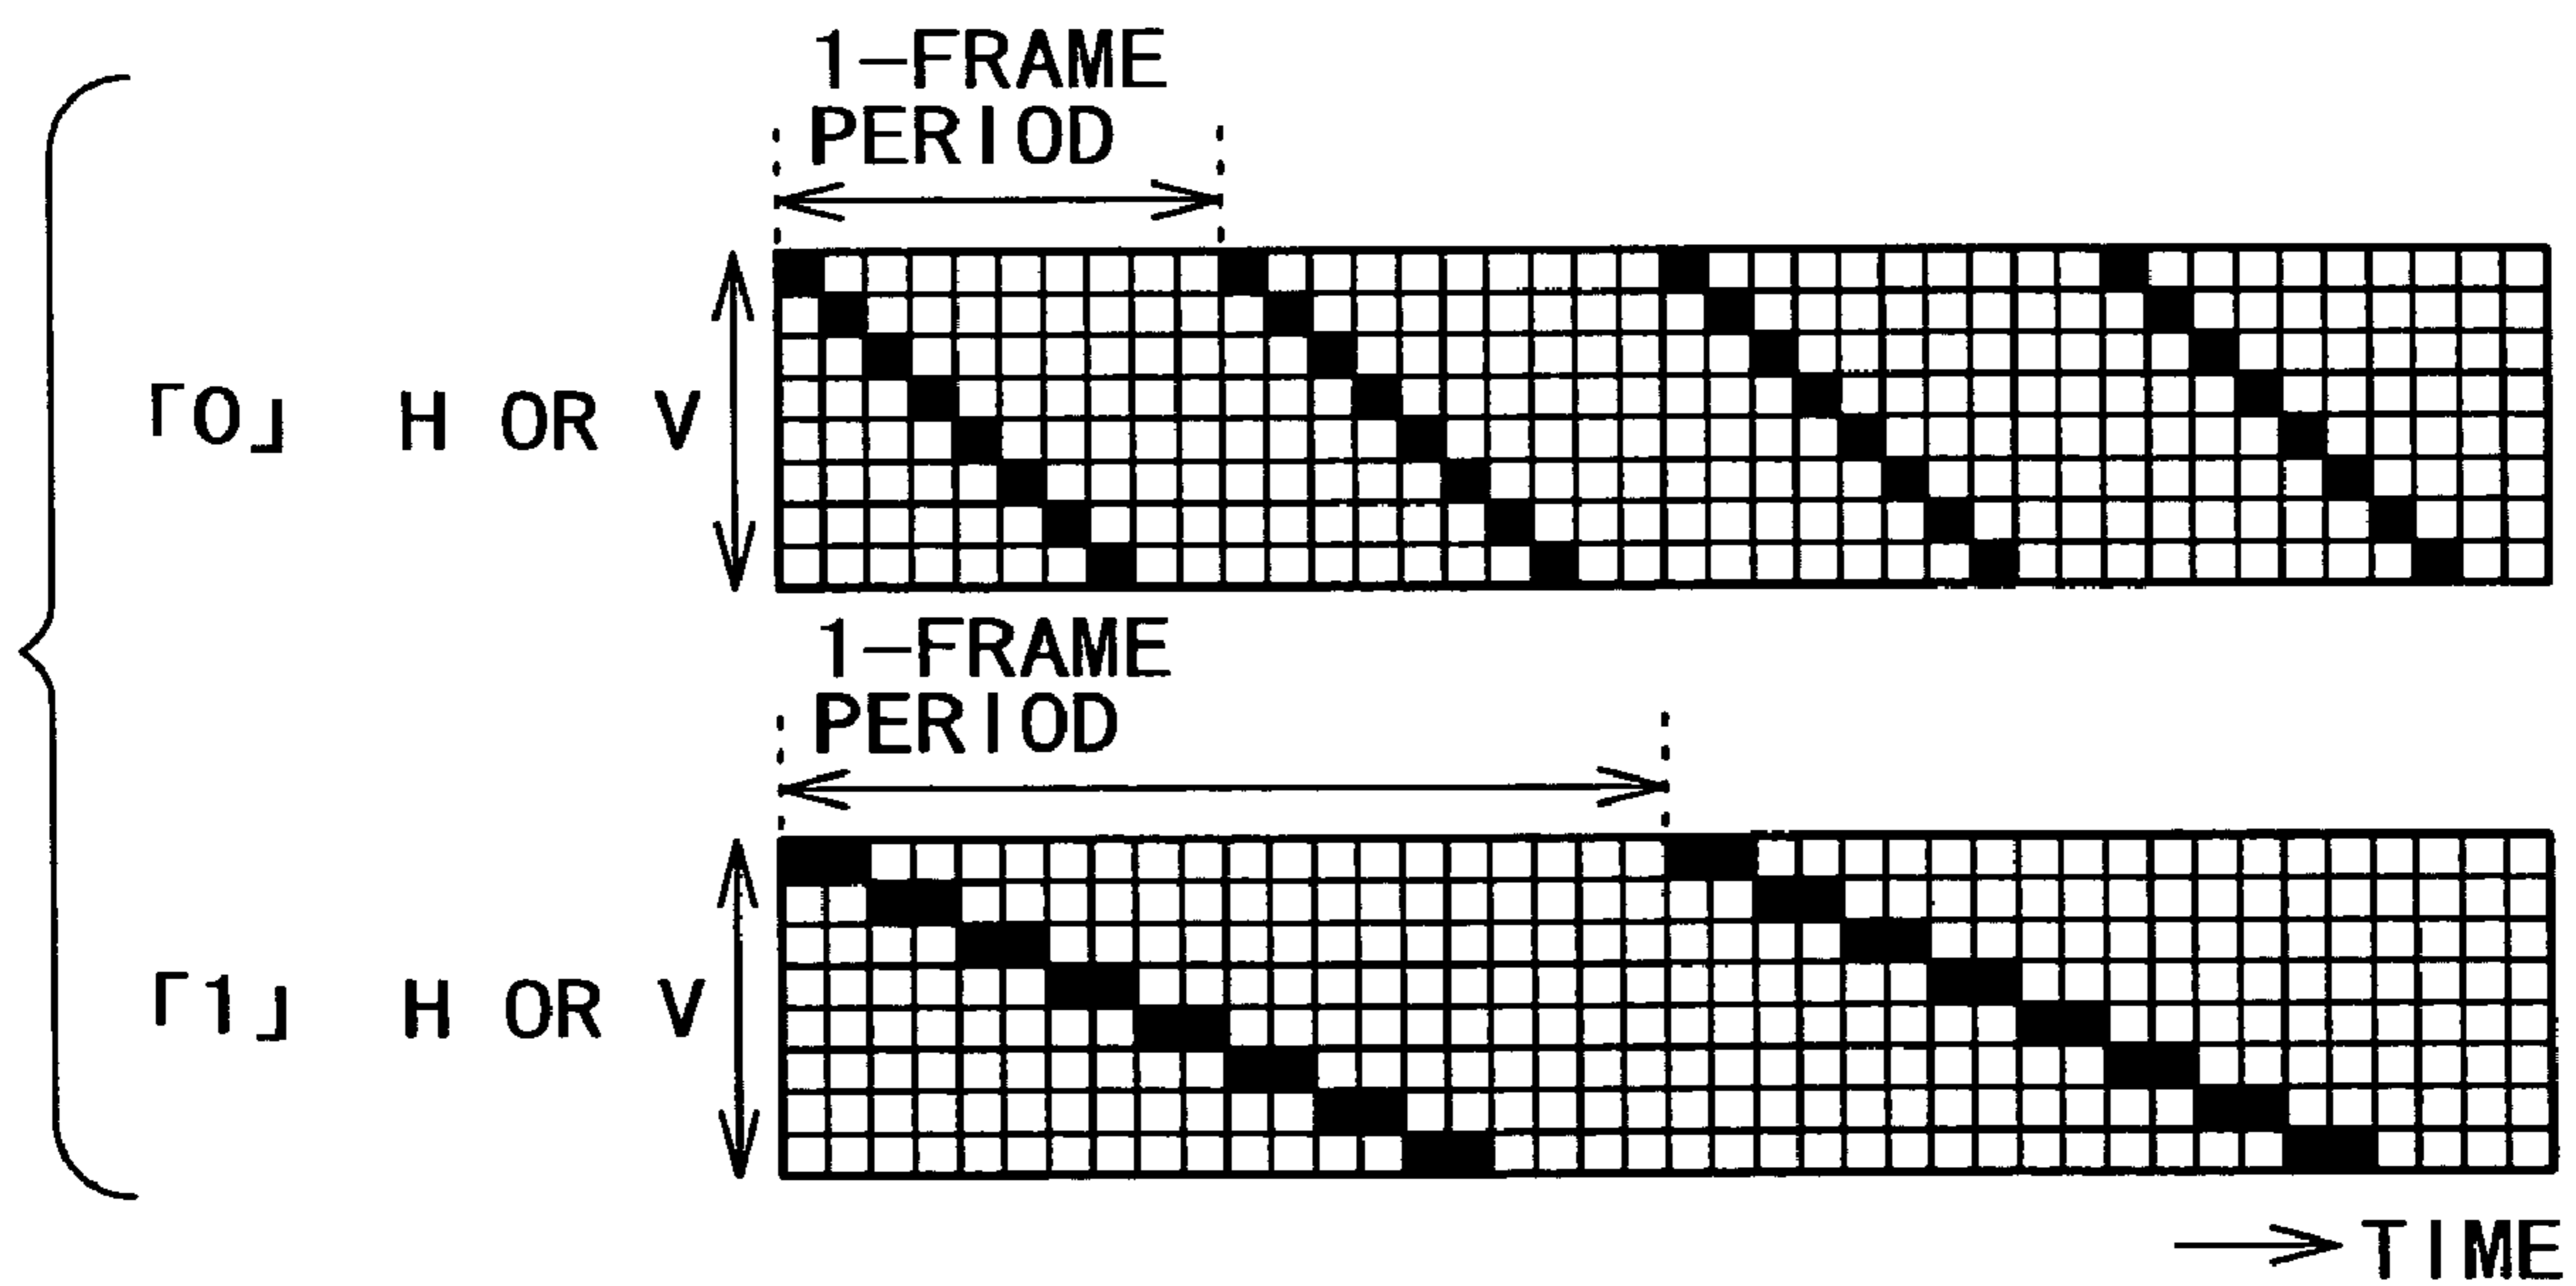 1-FRAME
PERIOD
「0」 H OR V
1-FRAME
PERIOD
「1」 H OR V
TIME